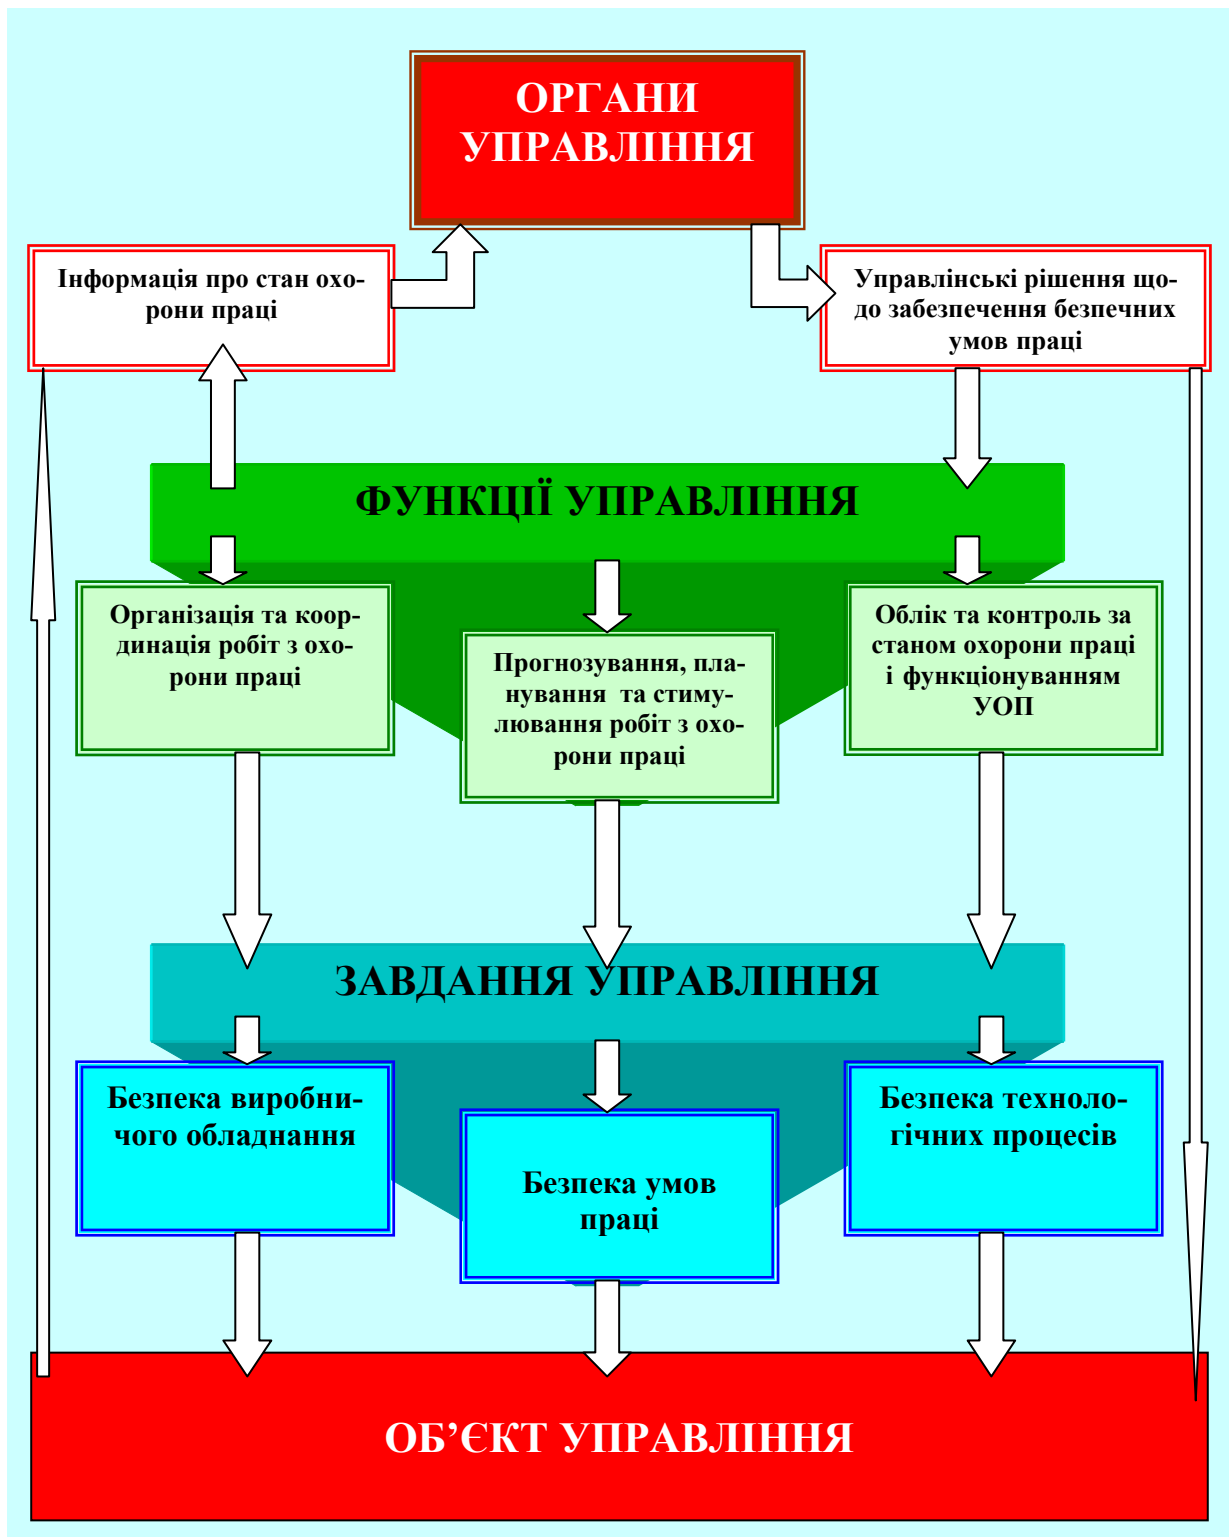 ОРГАНИ
УПРАВЛІННЯ
Інформація про стан охо-
рони праці
Управлінські рішення що-
до забезпечення безпечних
умов праці
ФУНКЦІЇ УПРАВЛІННЯ
Організація та коор-
динація робіт з охо-
рони праці
Прогнозування, пла-
нування та стиму-
лювання робіт з охо-
рони праці
Облік та контроль за
станом охорони праці
і функціонуванням
УОП
ЗАВДАННЯ УПРАВЛІННЯ
Безпека виробни-
чого обладнання
Безпека умов
праці
Безпека техноло-
гічних процесів
ОБ’ЄКТ УПРАВЛІННЯ